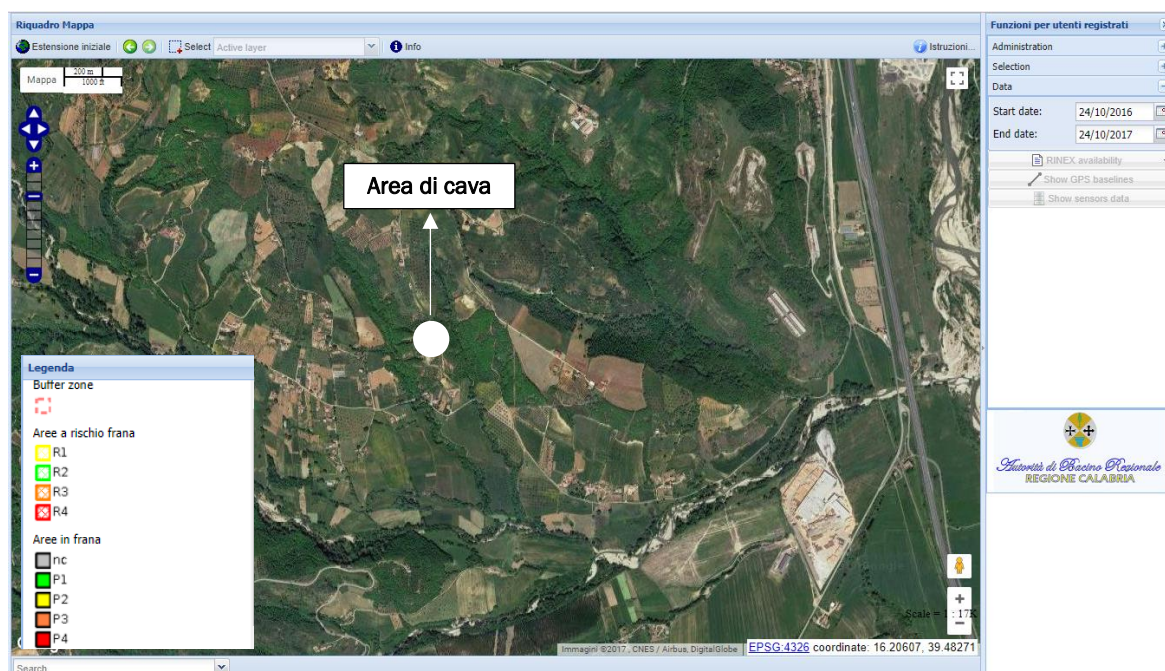 Riquadro Mappa
Estensione iniziale
Select
Active layer
Info
Istruzioni...
Mappa
200 m
1000 ft
Area di cava
Legenda
Buffer zone
Aree a rischio frana
R1
R2
R3
R4
Aree in frana
nc
P1
P2
P3
P4
Scale = 1 : 17K
Immagini ©2017 , CNES / Airbus, DigitalGlobe
EPSG:4326 coordinate: 16.20607, 39.48271
Search
Funzioni per utenti registrati
Administration
Selection
Data
Start date: 24/10/2016
End date: 24/10/2017
RINEX availability
Show GPS baselines
Show sensors data
Autorità di Bacino Regionale
REGIONE CALABRIA